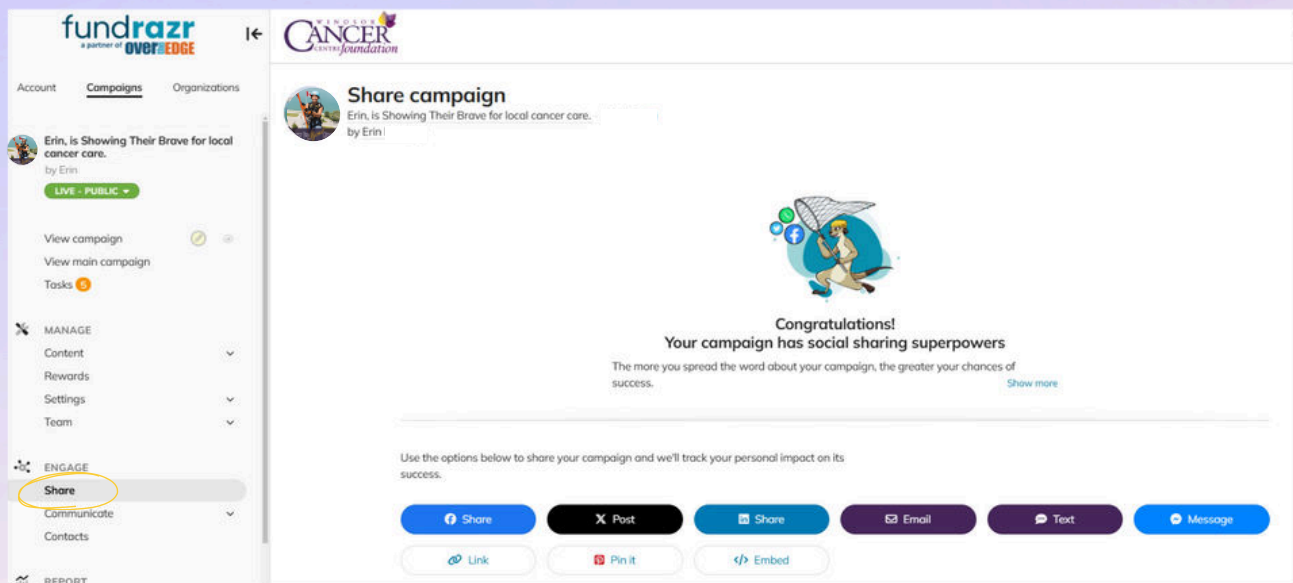 fundrazr
a partner of OVER THE EDGE
Account Campaigns Organizations
Erin, is Showing Their Brave for local
cancer care.
by Erin
LIVE - PUBLIC
View campaign
View main campaign
Tasks 5
MANAGE
Content
Rewards
Settings
Team
ENGAGE
Share
Communicate
Contacts
REPORT
WINDSOR
CANCER
CENTRE foundation
Share campaign
Erin, is Showing Their Brave for local cancer care.
by Erin
Congratulations!
Your campaign has social sharing superpowers
The more you spread the word about your campaign, the greater your chances of
success. Show more
Use the options below to share your campaign and we'll track your personal impact on its
success.
Share Post Share Email Text Message
Link Pin it Embed